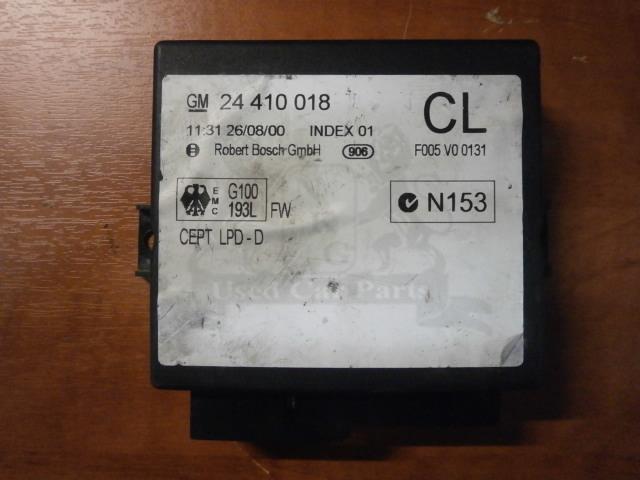 GM 24 410 018
CL
11:31 26/08/00 INDEX 01
Robert Bosch GmbH 906
F005 V0 0131
EMC G100
193L FW
N153
CEPT LPD-D
G
Used Car Parts